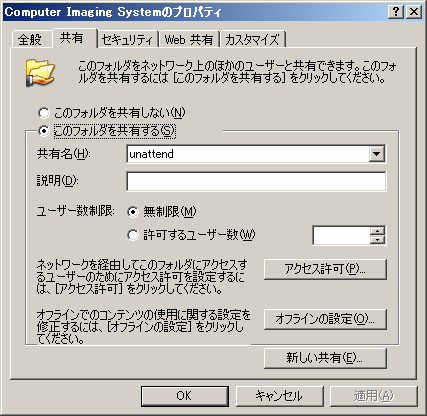 Computer Imaging Systemのプロパティ
全般
共有
セキュリティ
Web 共有
カスタマイズ
このフォルダをネットワーク上のほかのユーザーと共有できます。このフォ
ルダを共有するには [このフォルダを共有する] をクリックしてください。
このフォルダを共有しない(N)
このフォルダを共有する(S)
共有名(H):
unattend
説明(D):
ユーザー数制限:
無制限(M)
許可するユーザー数(W)
ネットワークを経由してこのフォルダにアクセスす
るユーザーのためにアクセス許可を設定するに
は、[アクセス許可] をクリックしてください。
アクセス許可(P)...
オフラインでのコンテンツの使用に関する設定を
修正するには、[オフラインの設定] をクリックし
てください。
オフラインの設定(O)...
新しい共有(E)...
OK
キャンセル
適用(A)